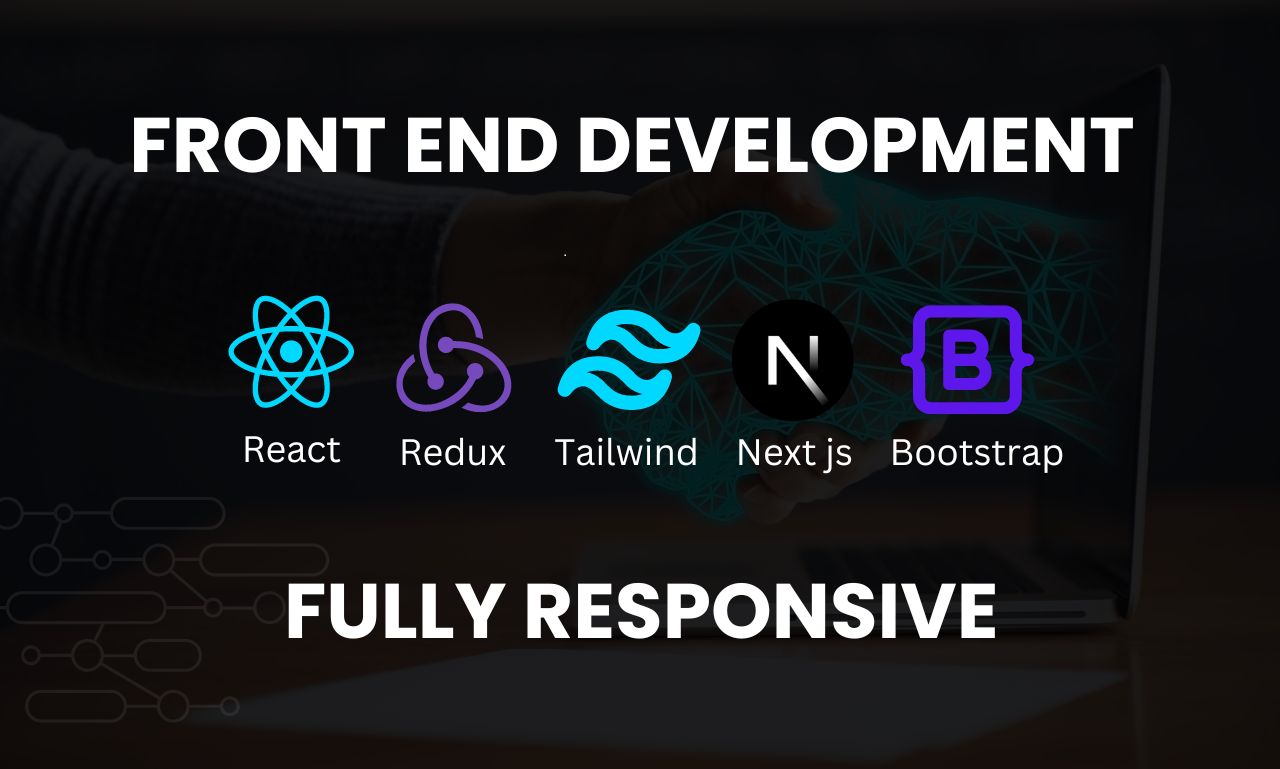 FRONT END DEVELOPMENT
React Redux Tailwind Next js Bootstrap
FULLY RESPONSIVE